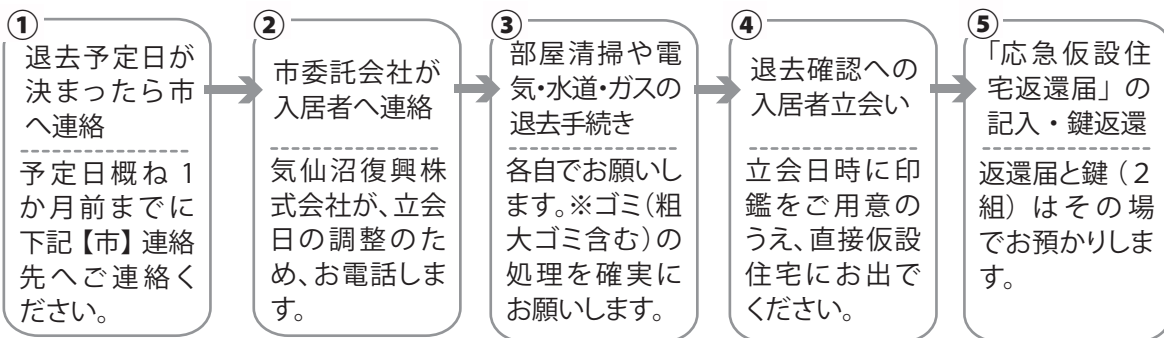 ①
退去予定日が
決まったら市
へ連絡
予定日概ね1
か月前までに
下記【市】連絡
先へご連絡く
ださい。
②
市委託会社が
入居者へ連絡
気仙沼復興株
式会社が、立会
日の調整のた
め、お電話しま
す。
③
部屋清掃や電
気・水道・ガスの
退去手続き
各自でお願いし
ます。※ゴミ(粗
大ゴミ含む)の
処理を確実に
お願いします。
④
退去確認への
入居者立会い
立会日時に印
鑑をご用意の
うえ、直接仮設
住宅にお出で
ください。
⑤
「応急仮設住
宅返還届」の
記入・鍵返還
返還届と鍵(2
組)はその場
でお預かりしま
す。